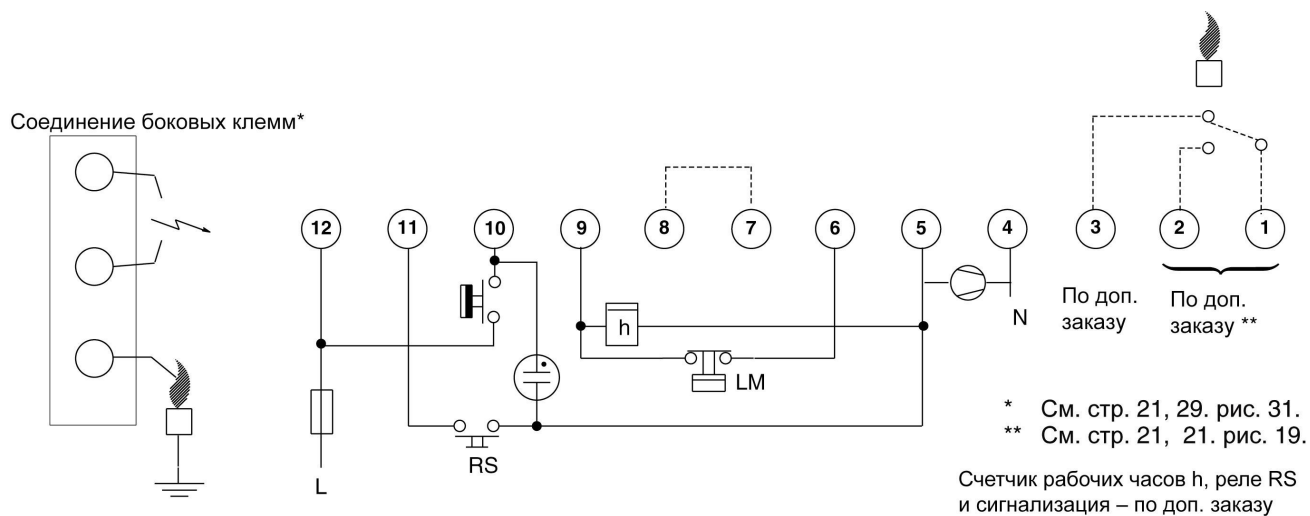 Соединение боковых клемм*
12 11 10 9 8 7 6 5 4 3 2 1
h
LM
N
По доп.
заказу
По доп.
заказу **
RS
L
* См. стр. 21, 29. рис. 31.
** См. стр. 21, 21. рис. 19.
Счетчик рабочих часов h, реле RS
и сигнализация – по доп. заказу